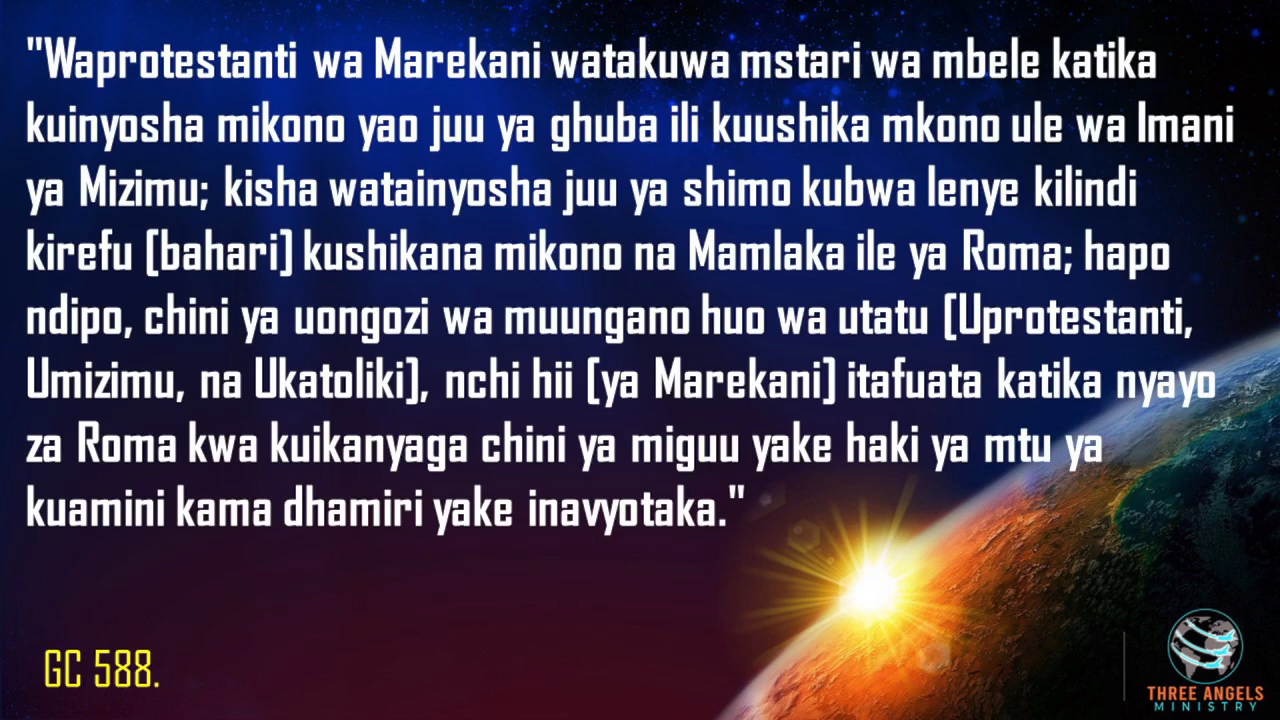 "Waprotestanti wa Marekani watakuwa mstari wa mbele katika
kuinyosha mikono yao juu ya ghuba ili kuushika mkono ule wa Imani
ya Mizimu; kisha watainyosha juu ya shimo kubwa lenye kilindi
kirefu [bahari] kushikana mikono na Mamlaka ile ya Roma; hapo
ndipo, chini ya uongozi wa muungano huo wa utatu [Uprotestanti,
Umizimu, na Ukatoliki], nchi hii [ya Marekani] itafuata katika nyayo
za Roma kwa kuikanyaga chini ya miguu yake haki ya mtu ya
kuamini kama dhamiri yake inavyotaka."
GC 588.
THREE ANGELS
MINISTRY